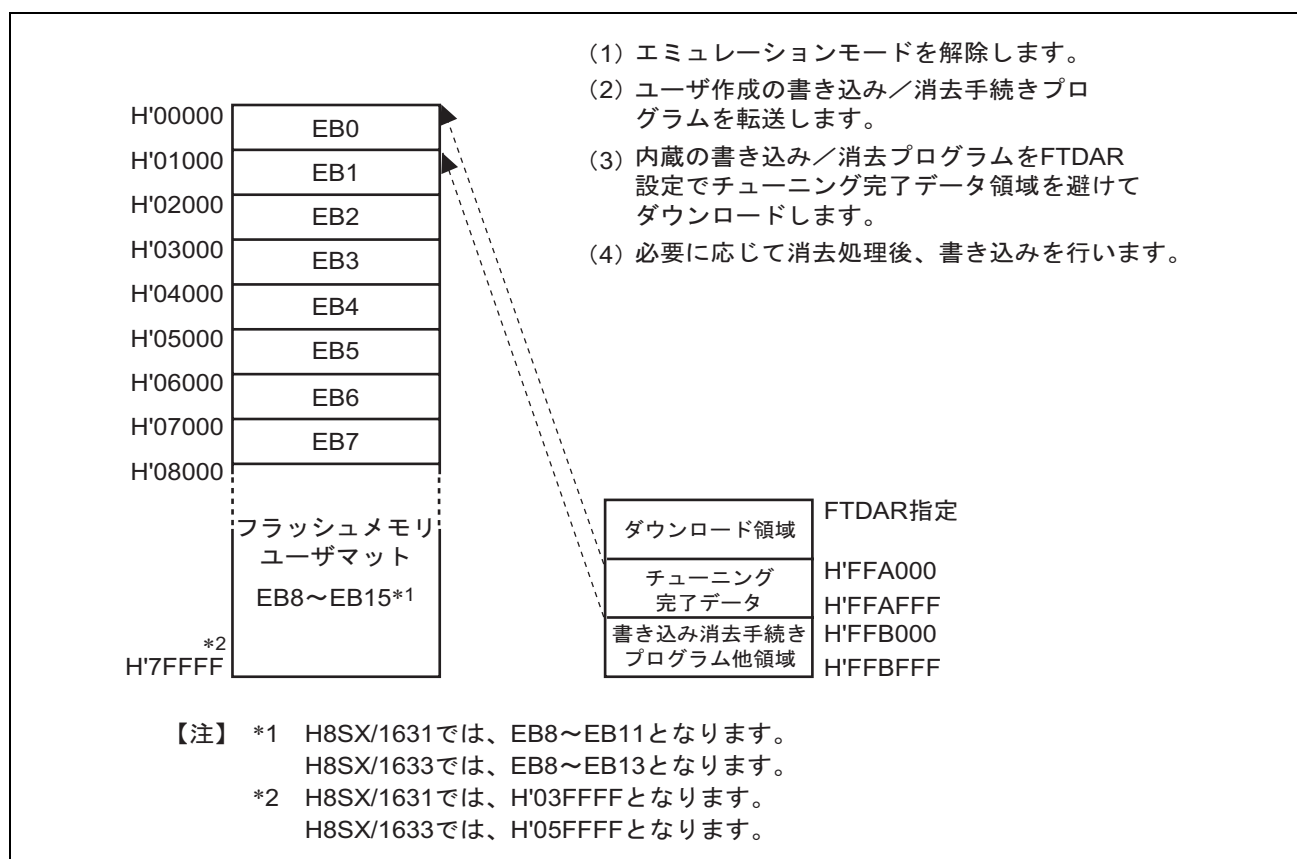 (1) エミュレーションモードを解除します。
(2) ユーザ作成の書き込み／消去手続きプロ
グラムを転送します。
(3) 内蔵の書き込み／消去プログラムをFTDAR
設定でチューニング完了データ領域を避けて
ダウンロードします。
(4) 必要に応じて消去処理後、書き込みを行います。
H'00000
EB0
H'01000
EB1
H'02000
EB2
H'03000
EB3
H'04000
EB4
H'05000
EB5
H'06000
EB6
H'07000
EB7
H'08000
フラッシュメモリ
ユーザマット
EB8～EB15*1
*2
H'7FFFF
ダウンロード領域
FTDAR指定
チューニング
完了データ
H'FFA000
H'FFAFFF
書き込み消去手続き
プログラム他領域
H'FFB000
H'FFBFFF
【注】 *1 H8SX/1631では、EB8～EB11となります。
H8SX/1633では、EB8～EB13となります。
*2 H8SX/1631では、H'03FFFFとなります。
H8SX/1633では、H'05FFFFとなります。